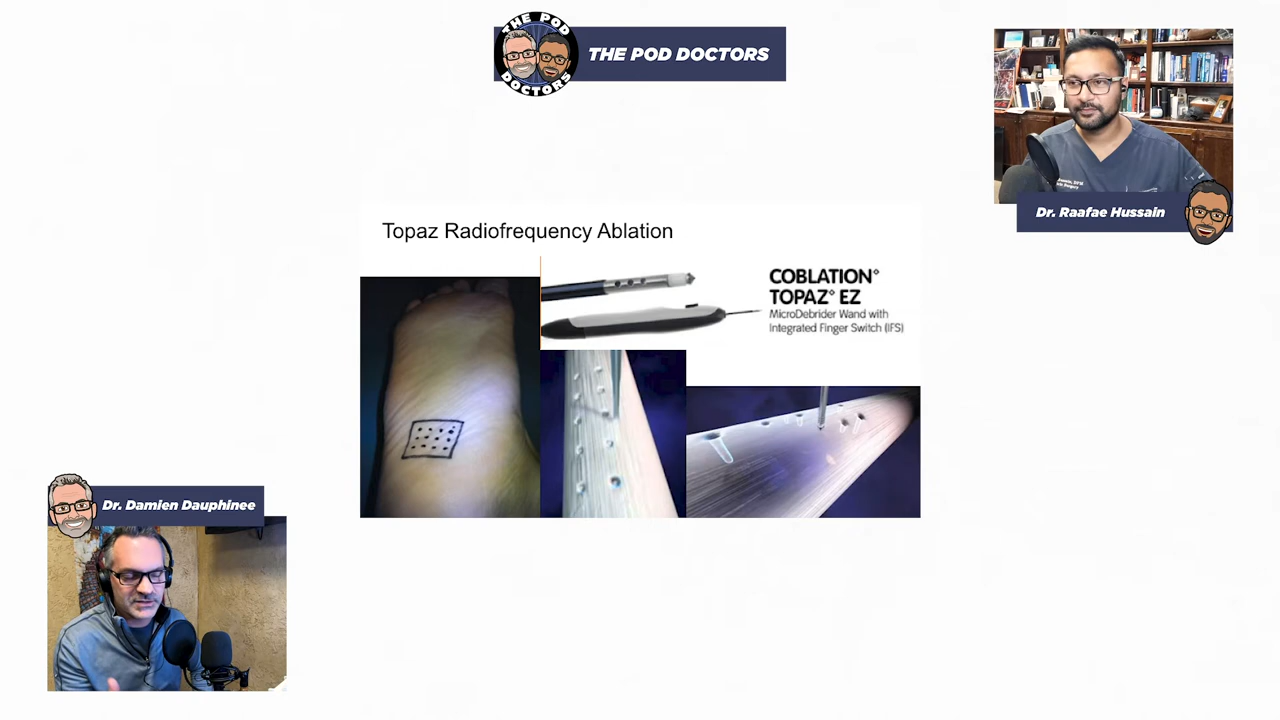 THE POD
DOCTORS
THE POD DOCTORS
Dr. Raafae Hussain
Topaz Radiofrequency Ablation
COBLATION°
TOPAZ° EZ
MicroDebrider Wand with
Integrated Finger Switch (IFS)
Dr. Damien Dauphinee